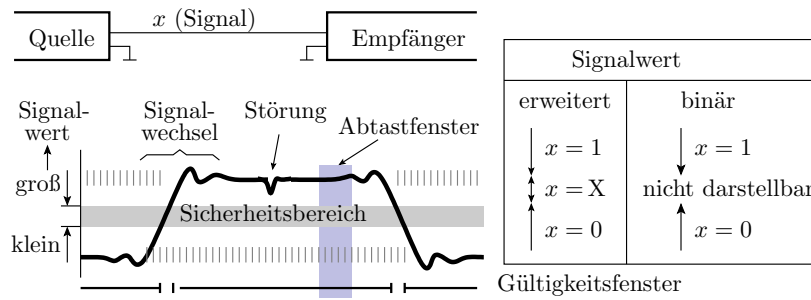 x (Signal)
Quelle
Empfänger
Signal-
wert
Signal-
wechsel
Störung
Abtastfenster
groß
Sicherheitsbereich
klein
Signalwert
erweitert
binär
x = 1
x = 1
x = X
nicht darstellbar
x = 0
x = 0
Gültigkeitsfenster